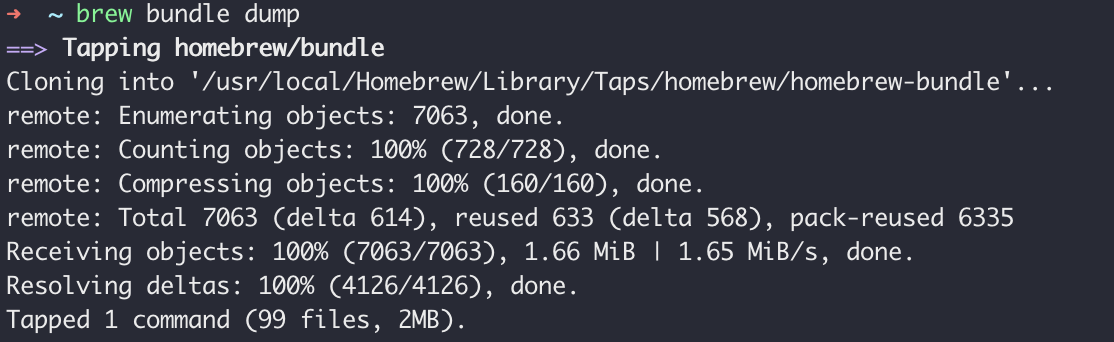 ➜  ~ brew bundle dump
==> Tapping homebrew/bundle
Cloning into '/usr/local/Homebrew/Library/Taps/homebrew/homebrew-bundle'...
remote: Enumerating objects: 7063, done.
remote: Counting objects: 100% (728/728), done.
remote: Compressing objects: 100% (160/160), done.
remote: Total 7063 (delta 614), reused 633 (delta 568), pack-reused 6335
Receiving objects: 100% (7063/7063), 1.66 MiB | 1.65 MiB/s, done.
Resolving deltas: 100% (4126/4126), done.
Tapped 1 command (99 files, 2MB).